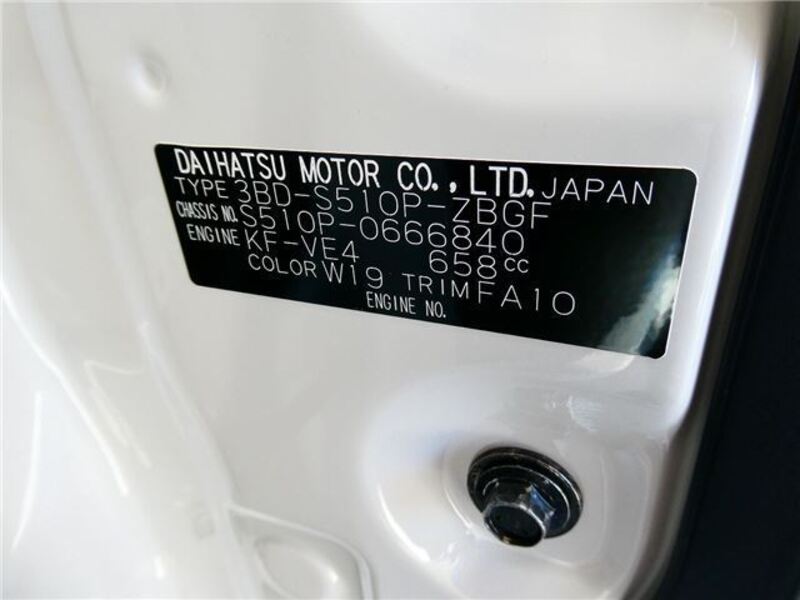 DAIHATSU MOTOR CO., LTD. JAPAN
TYPE 3BD-S510P-ZBGF
CHASSIS NO. S510P-0666840
ENGINE KF-VE4 658cc
COLOR W19 TRIM FA10
ENGINE NO.